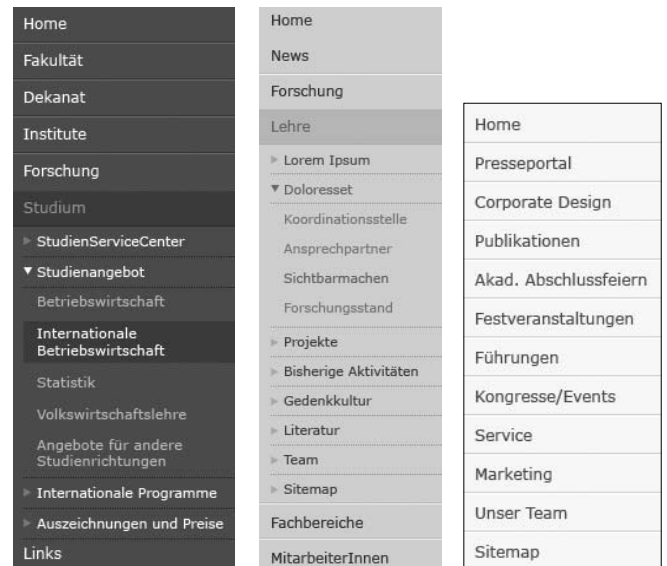 Home
Fakultät
Dekanat
Institute
Forschung
Studium
StudienServiceCenter
Studienangebot
Betriebswirtschaft
Internationale
Betriebswirtschaft
Statistik
Volkswirtschaftslehre
Angebote für andere
Studienrichtungen
Internationale Programme
Auszeichnungen und Preise
Links
Home
News
Forschung
Lehre
Lorem Ipsum
Doloresset
Koordinationsstelle
Ansprechpartner
Sichtbarmachen
Forschungsstand
Projekte
Bisherige Aktivitäten
Gedenkkultur
Literatur
Team
Sitemap
Fachbereiche
MitarbeiterInnen
Home
Presseportal
Corporate Design
Publikationen
Akad. Abschlussfeiern
Festveranstaltungen
Führungen
Kongresse/Events
Service
Marketing
Unser Team
Sitemap